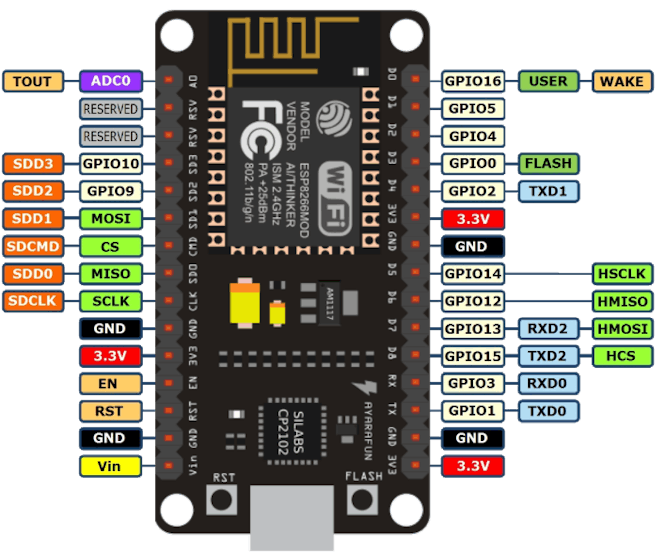 TOUT ADC0
RESERVED
RESERVED
SDD3 GPIO10
SDD2 GPIO9
SDD1 MOSI
SDCMD CS
SDD0 MISO
SDCLK SCLK
GND
3.3V
EN
RST
GND
Vin
A0
RSV
RSV
SD3
SD2
SD1
CMD
SD0
CLK
GND
3V3
EN
RST
GND
Vin
MODEL
VENDOR
ESP8266MOD
AI/THINKER
ISM 2.4GHz
PA +25dBm
802.11b/g/n
FC
Wi Fi
AM1117
SILABS
CP2102
AYARAFUN
RST
FLASH
D0
D1
D2
D3
D4
3V3
GND
D5
D6
D7
D8
RX
TX
GND
3V3
GPIO16 USER WAKE
GPIO5
GPIO4
GPIO0 FLASH
GPIO2 TXD1
3.3V
GND
GPIO14 HSCLK
GPIO12 HMISO
GPIO13 RXD2 HMOSI
GPIO15 TXD2 HCS
GPIO3 RXD0
GPIO1 TXD0
GND
3.3V